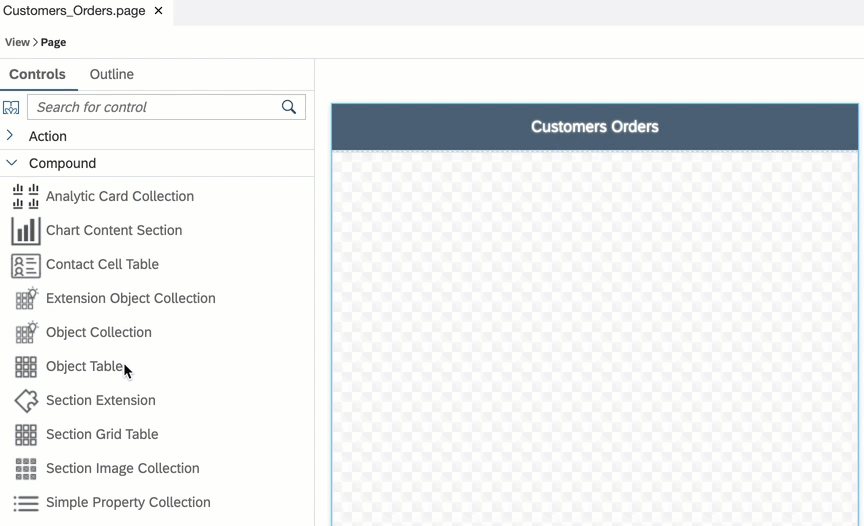 Customers_Orders.page
View > Page
Controls Outline
Search for control
Action
Customers Orders
Compound
Analytic Card Collection
Chart Content Section
Contact Cell Table
Extension Object Collection
Object Collection
Object Table
Section Extension
Section Grid Table
Section Image Collection
Simple Property Collection